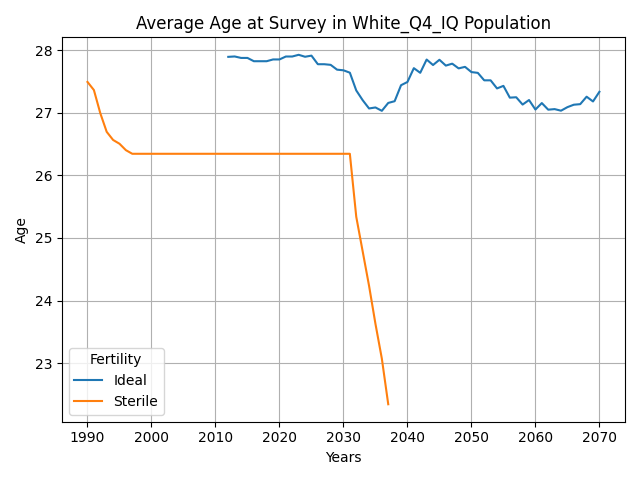 Average Age at Survey in White_Q4_IQ Population
28
27
26
25
24
23
Age
Fertility
Ideal
Sterile
1990 2000 2010 2020 2030 2040 2050 2060 2070
Years